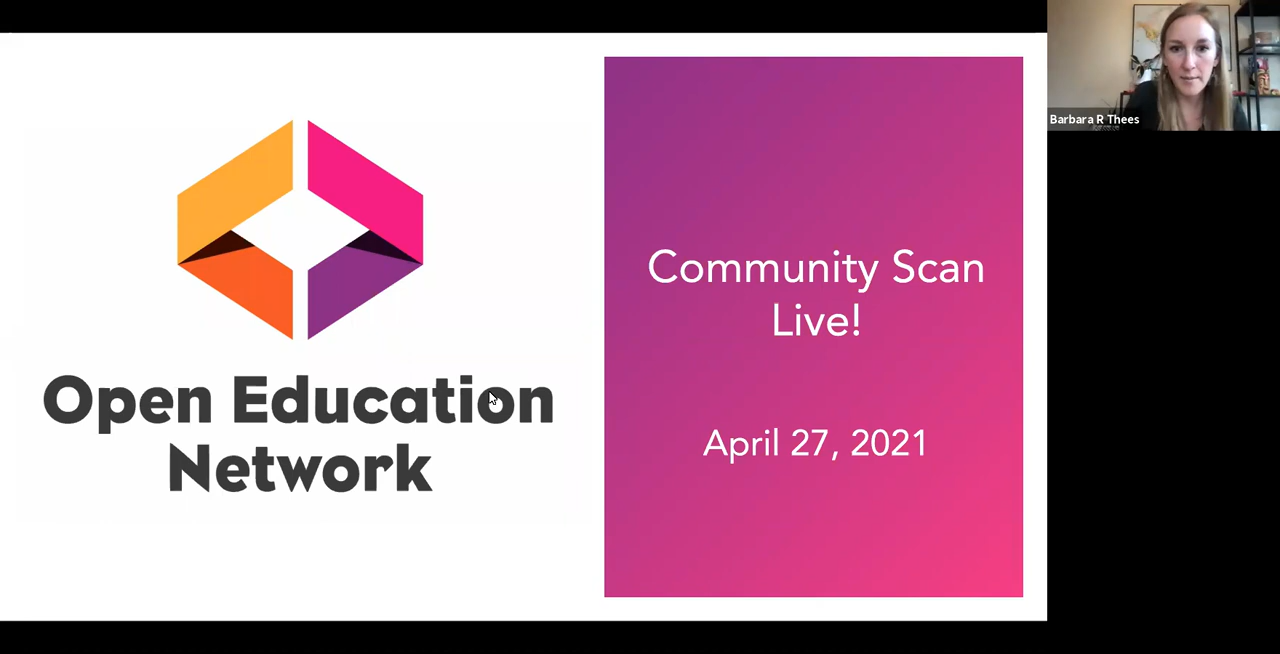 Open Education
Network
Community Scan
Live!
April 27, 2021
Barbara R Thees